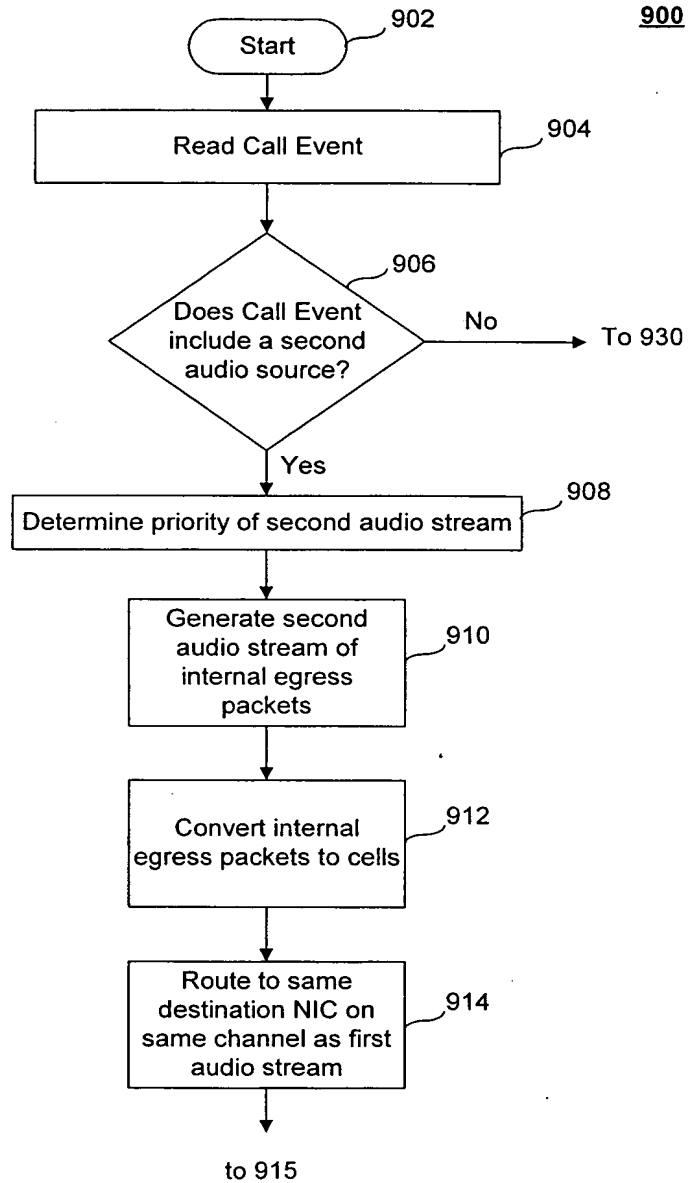 900
902
Start
904
Read Call Event
906
Does Call Event
include a second
audio source?
No
To 930
Yes
908
Determine priority of second audio stream
Generate second
audio stream of
internal egress
packets
910
Convert internal
egress packets to cells
912
Route to same
destination NIC on
same channel as first
audio stream
914
to 915